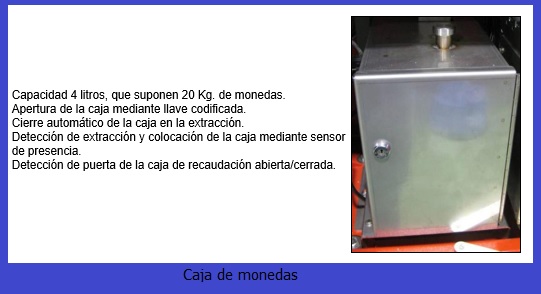 Capacidad 4 litros, que suponen 20 Kg. de monedas.
Apertura de la caja mediante llave codificada.
Cierre automático de la caja en la extracción.
Detección de extracción y colocación de la caja mediante sensor
de presencia.
Detección de puerta de la caja de recaudación abierta/cerrada.
Caja de monedas